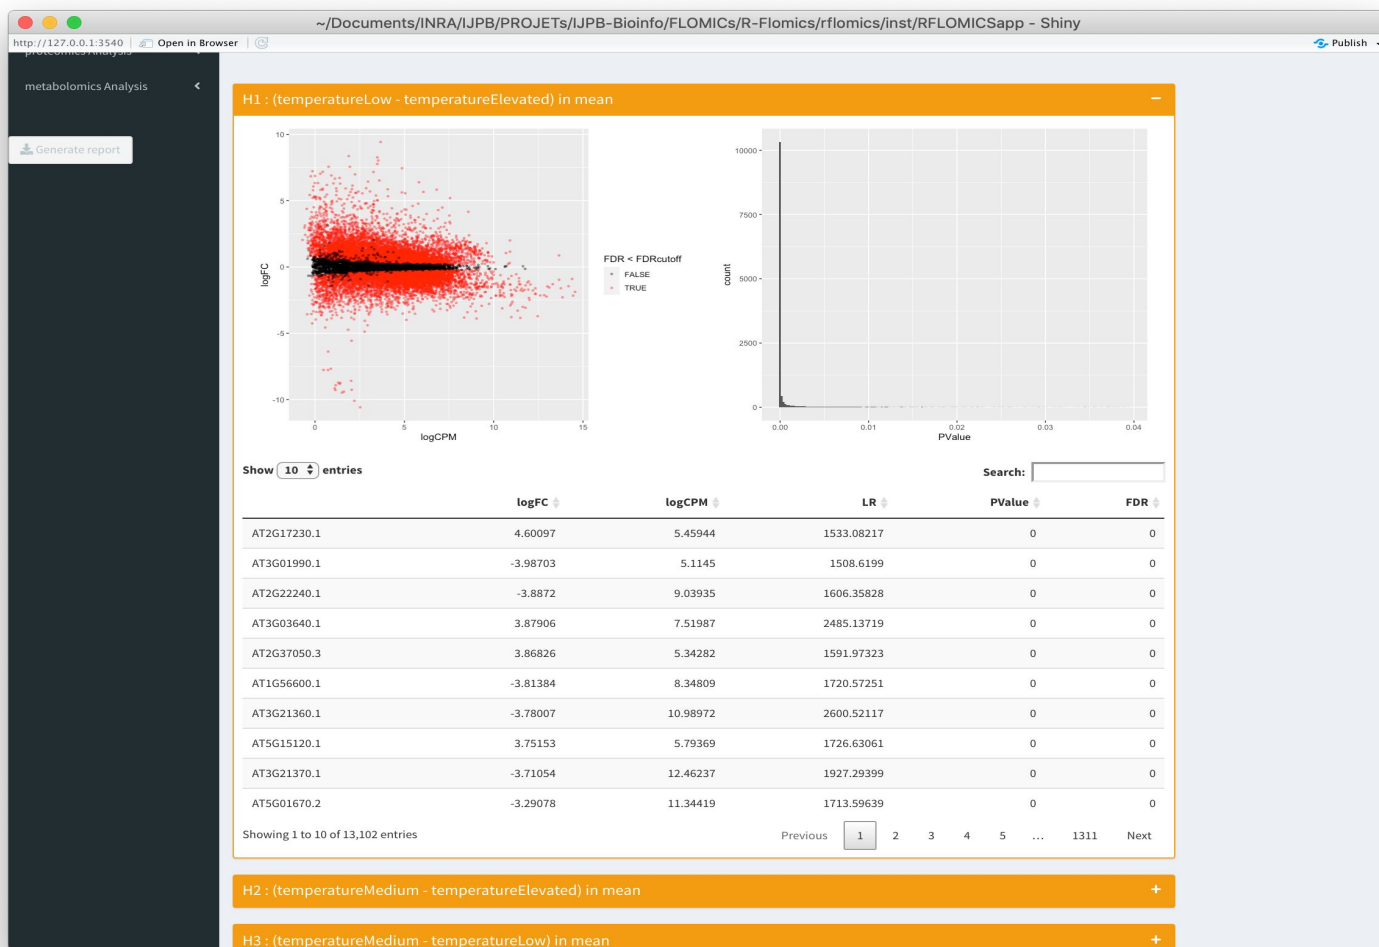 ~/Documents/INRA/IJPB/PROJETs/IJPB-Bioinfo/FLOMICs/R-Flomics/rflomics/inst/RFLOMICSapp - Shiny
http://127.0.0.1:3540 Open in Browser Publish
proteomics Analysis
metabolomics Analysis
Generate report
H1 : (temperatureLow - temperatureElevated) in mean
10
5
0
-5
-10
logFC
0 5 10 15
logCPM
FDR < FDRcutoff
FALSE
TRUE
10000
7500
5000
2500
0
count
0.00 0.01 0.02 0.03 0.04
PValue
Show 10 entries Search:
logFC logCPM LR PValue FDR
AT2G17230.1 4.60097 5.45944 1533.08217 0 0
AT3G01990.1 -3.98703 5.1145 1508.6199 0 0
AT2G22240.1 -3.8872 9.03935 1606.35828 0 0
AT3G03640.1 3.87906 7.51987 2485.13719 0 0
AT2G37050.3 3.86826 5.34282 1591.97323 0 0
AT1G56600.1 -3.81384 8.34809 1720.57251 0 0
AT3G21360.1 -3.78007 10.98972 2600.52117 0 0
AT5G15120.1 3.75153 5.79369 1726.63061 0 0
AT3G21370.1 -3.71054 12.46237 1927.29399 0 0
AT5G01670.2 -3.29078 11.34419 1713.59639 0 0
Showing 1 to 10 of 13,102 entries Previous 1 2 3 4 5 ... 1311 Next
H2 : (temperatureMedium - temperatureElevated) in mean
H3 : (temperatureMedium - temperatureLow) in mean